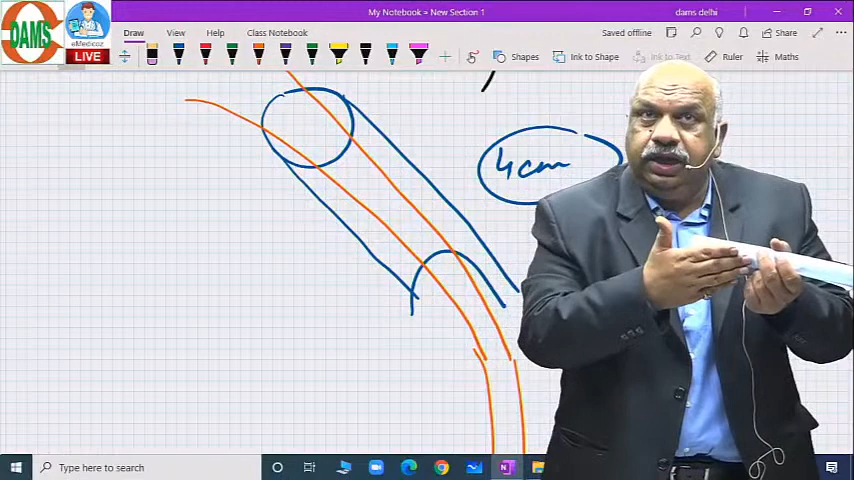 DAMS
eMedicoz
LIVE
My Notebook = New Section 1
dams delhi
Draw
View
Help
Class Notebook
Saved offline
Share
Shapes
Ink to Shape
Ink to Text
Ruler
Maths
4cm
Type here to search